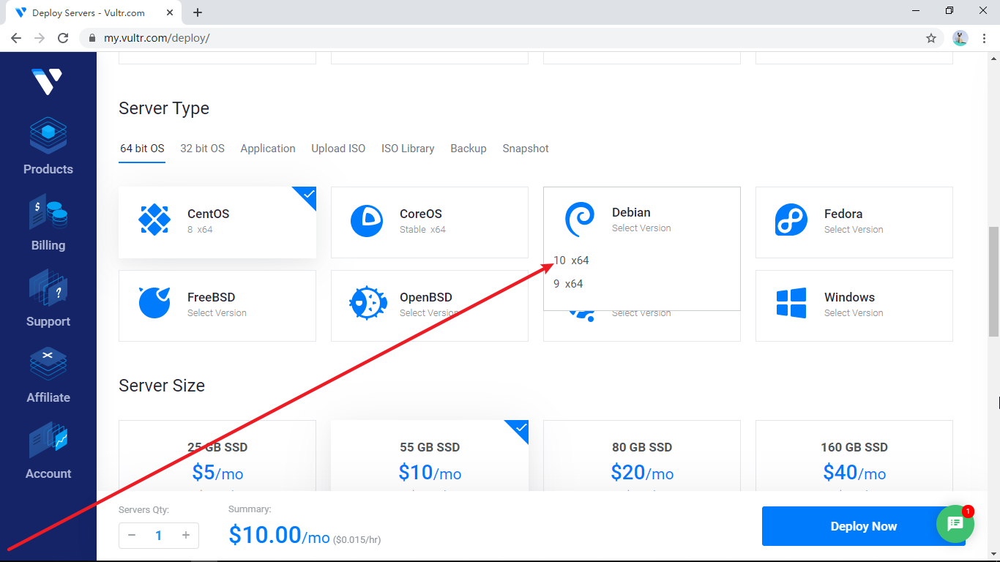 Deploy Servers - Vultr.com
my.vultr.com/deploy/
Products
Billing
Support
Affiliate
Account
Server Type
64 bit OS 32 bit OS Application Upload ISO ISO Library Backup Snapshot
CentOS
8 x64
CoreOS
Stable x64
Debian
Select Version
10 x64
9 x64
Fedora
Select Version
FreeBSD
Select Version
OpenBSD
Select Version
Select Version
Windows
Select Version
Server Size
25 GB SSD
$5/mo
55 GB SSD
$10/mo
80 GB SSD
$20/mo
160 GB SSD
$40/mo
Servers Qty:
1
Summary:
$10.00/mo ($0.015/hr)
Deploy Now
1